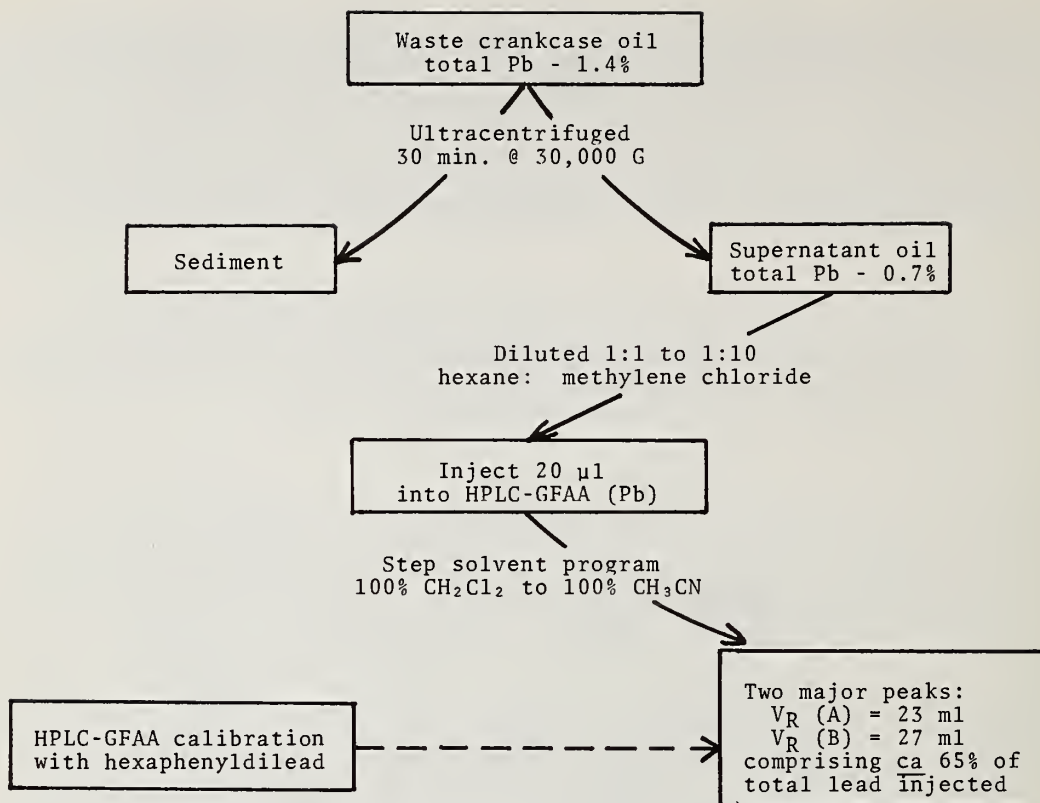 Waste crankcase oil
total Pb - 1.4%
Ultracentrifuged
30 min. @ 30,000 G
Sediment
Supernatant oil
total Pb - 0.7%
Diluted 1:1 to 1:10
hexane: methylene chloride
Inject 20 µl
into HPLC-GFAA (Pb)
Step solvent program
100% CH₂Cl₂ to 100% CH₃CN
HPLC-GFAA calibration
with hexaphenyldilead
Two major peaks:
V_R (A) = 23 ml
V_R (B) = 27 ml
comprising ca 65% of
total lead injected